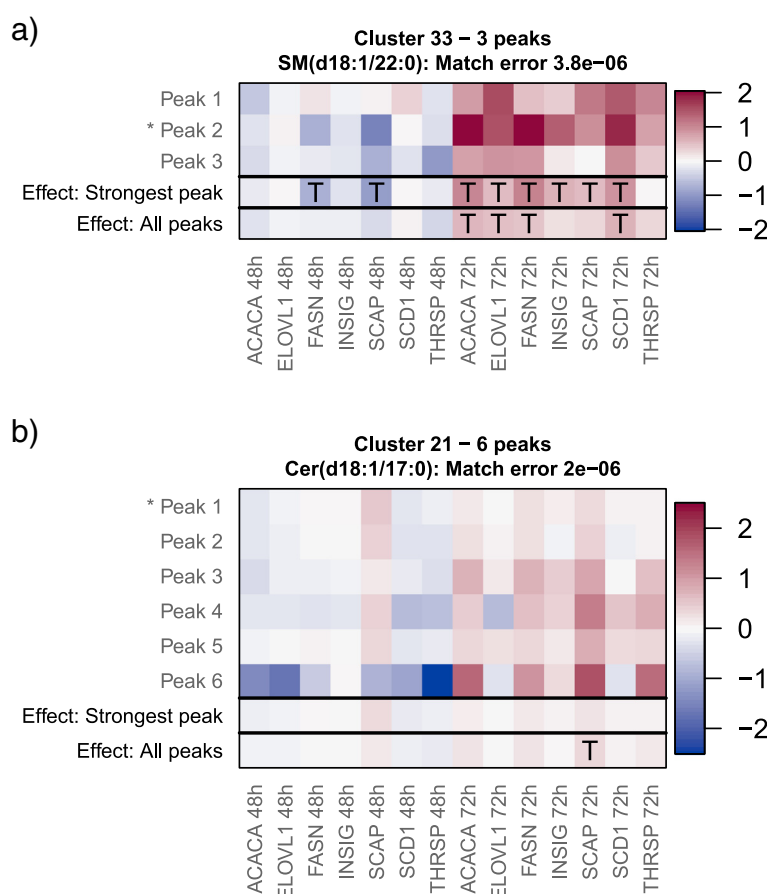 a)
Cluster 33 – 3 peaks
SM(d18:1/22:0): Match error 3.8e−06
Peak 1
* Peak 2
Peak 3
Effect: Strongest peak
T T T T T T T T
Effect: All peaks
T T T T
2
1
0
−1
−2
ACACA 48h
ELOVL1 48h
FASN 48h
INSIG 48h
SCAP 48h
SCD1 48h
THRSP 48h
ACACA 72h
ELOVL1 72h
FASN 72h
INSIG 72h
SCAP 72h
SCD1 72h
THRSP 72h
b)
Cluster 21 – 6 peaks
Cer(d18:1/17:0): Match error 2e−06
* Peak 1
Peak 2
Peak 3
Peak 4
Peak 5
Peak 6
Effect: Strongest peak
Effect: All peaks
T
2
1
0
−1
−2
ACACA 48h
ELOVL1 48h
FASN 48h
INSIG 48h
SCAP 48h
SCD1 48h
THRSP 48h
ACACA 72h
ELOVL1 72h
FASN 72h
INSIG 72h
SCAP 72h
SCD1 72h
THRSP 72h